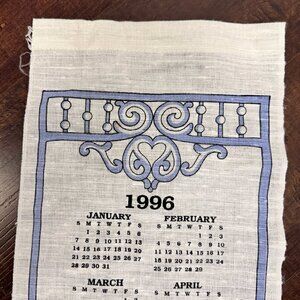 1996
JANUARY FEBRUARY
S M T W T F S S M T W T F S
1 2 3 4 5 6 1 2 3
7 8 9 10 11 12 13 4 5 6 7 8 9 10
14 15 16 17 18 19 20 11 12 13 14 15 16 17
21 22 23 24 25 26 27 18 19 20 21 22 23 24
28 29 30 31 25 26 27 28 29
MARCH APRIL
S M T W T F S S M T W T F S